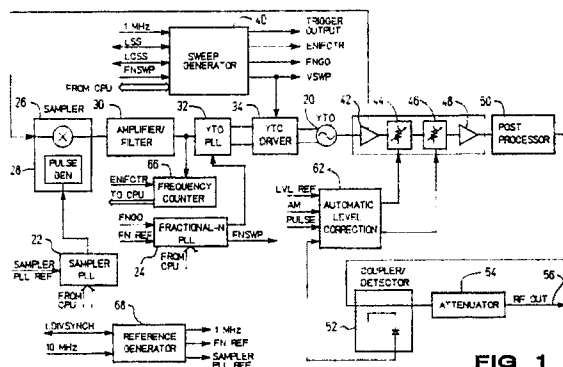 40
1 MHz
LSS
LCSS
FNSWP
FROM CPU
SWEEP
GENERATOR
TRIGGER
OUTPUT
ENIFCTR
FNGO
VSWP
26
SAMPLER
28
PULSE
GEN
30
AMPLIFIER/
FILTER
32
YTO
PLL
34
YTO
DRIVER
20
YTO
42
44
46
48
50
POST
PROCESSOR
ENIFCTR
TO CPU
66
FREQUENCY
COUNTER
FNGO
FN REF
FRACTIONAL-N
PLL
24
FNSWP
FROM
CPU
62
LVL REF
AM
PULSE
AUTOMATIC
LEVEL
CORRECTION
22
SAMPLER
PLL REF
SAMPLER
PLL
FROM
CPU
COUPLER/
DETECTOR
52
54
ATTENUATOR
RF OUT
56
LDIVSYNCH
10 MHz
68
REFERENCE
GENERATOR
1 MHz
FN REF
SAMPLER
PLL REF
FIG 1